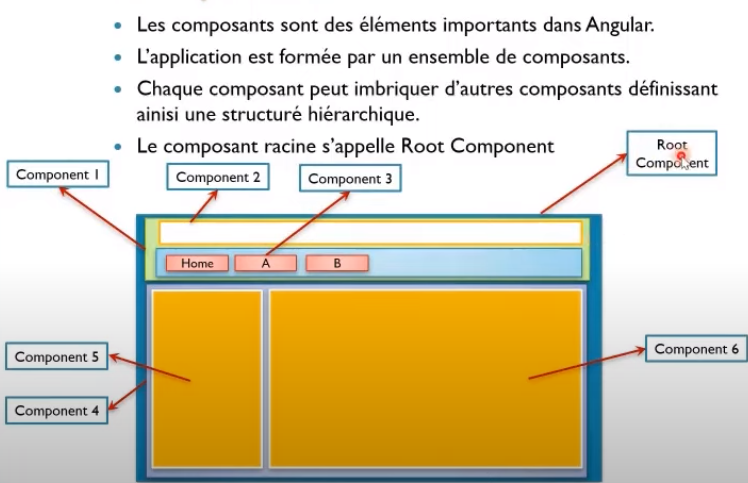 • Les composants sont des éléments importants dans Angular.
• L'application est formée par un ensemble de composants.
• Chaque composant peut imbriquer d'autres composants définissant
ainisi une structuré hiérarchique.
• Le composant racine s'appelle Root Component
Root
Component
Component 1
Component 2
Component 3
Home
A
B
Component 5
Component 6
Component 4